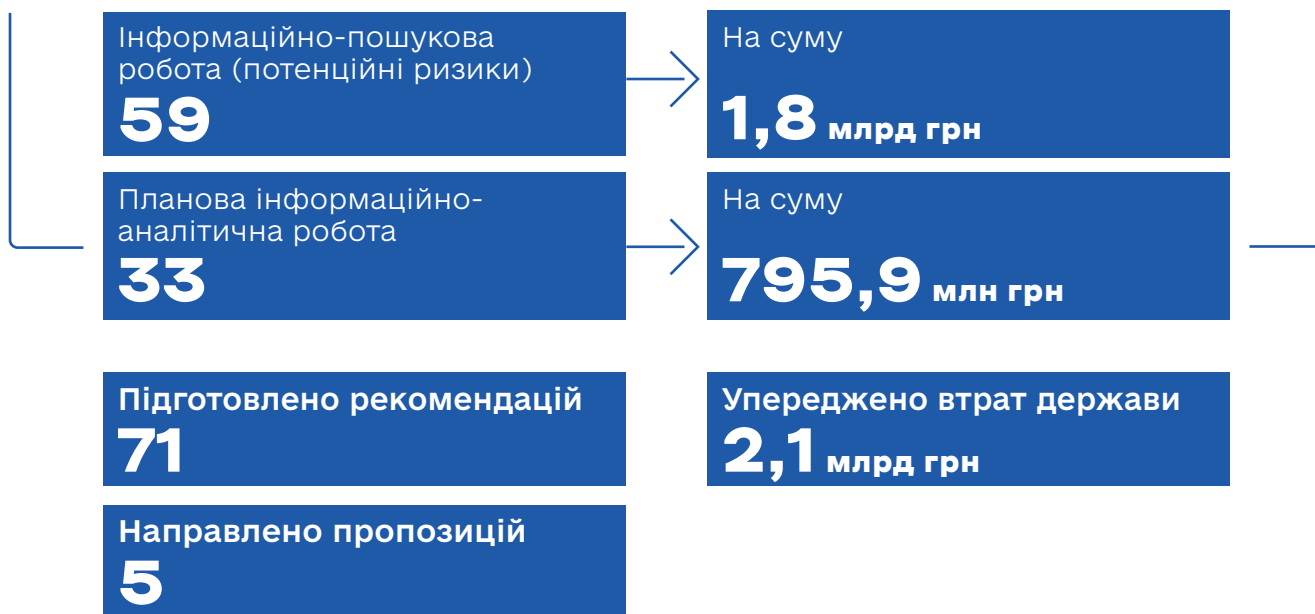 Інформаційно-пошукова
робота (потенційні ризики)
59
На суму
1,8 млрд грн
Планова інформаційно-
аналітична робота
33
На суму
795,9 млн грн
Підготовлено рекомендацій
71
Упереджено втрат держави
2,1 млрд грн
Направлено пропозицій
5